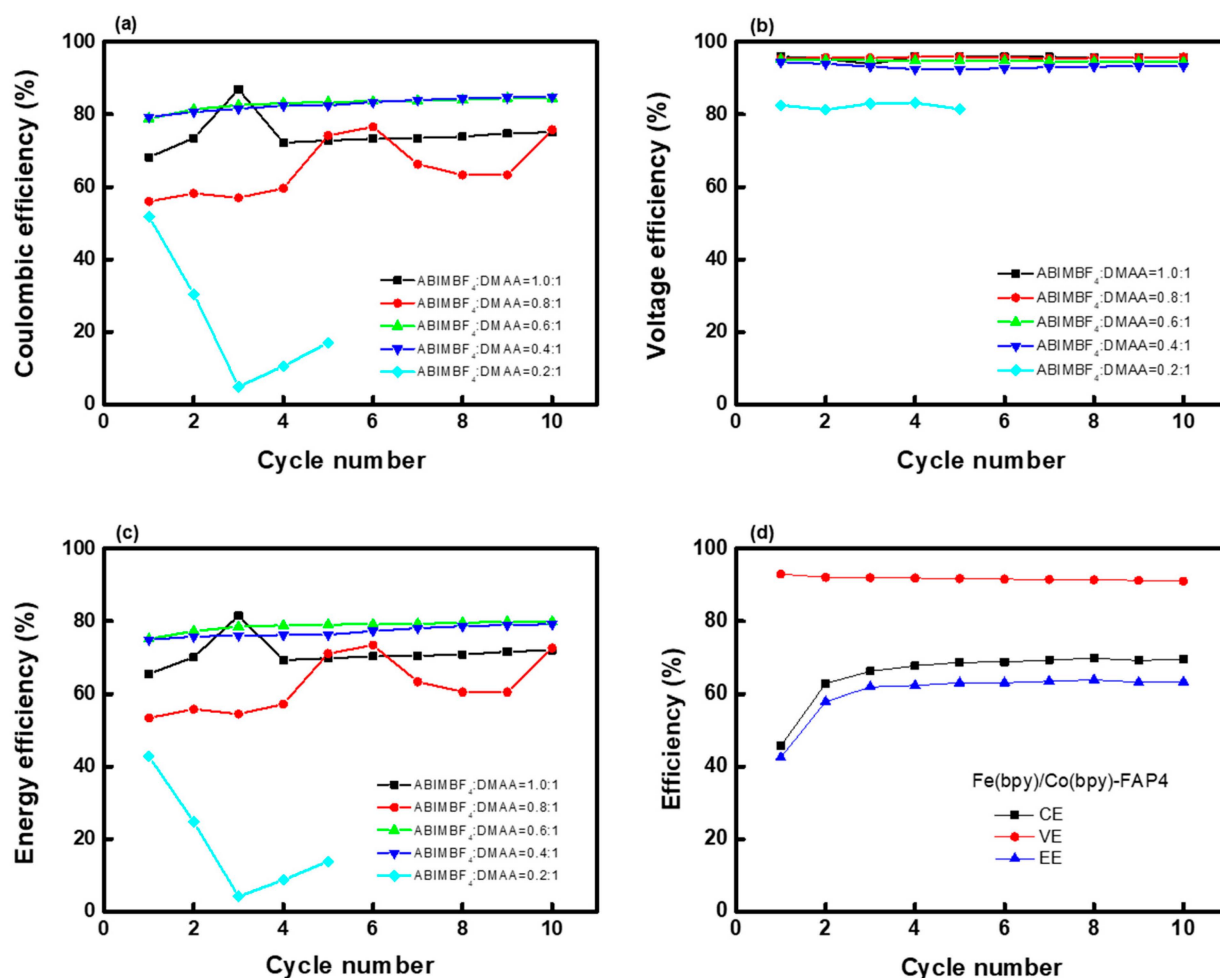 (a)
Coulombic efficiency (%)
100
80
60
40
20
0
ABIMBF4:DMAA=1.0:1
ABIMBF4:DMAA=0.8:1
ABIMBF4:DMAA=0.6:1
ABIMBF4:DMAA=0.4:1
ABIMBF4:DMAA=0.2:1
0 2 4 6 8 10
Cycle number
(b)
Voltage efficiency (%)
100
80
60
40
20
0
ABIMBF4:DMAA=1.0:1
ABIMBF4:DMAA=0.8:1
ABIMBF4:DMAA=0.6:1
ABIMBF4:DMAA=0.4:1
ABIMBF4:DMAA=0.2:1
0 2 4 6 8 10
Cycle number
(c)
Energy efficiency (%)
100
80
60
40
20
0
ABIMBF4:DMAA=1.0:1
ABIMBF4:DMAA=0.8:1
ABIMBF4:DMAA=0.6:1
ABIMBF4:DMAA=0.4:1
ABIMBF4:DMAA=0.2:1
0 2 4 6 8 10
Cycle number
(d)
Efficiency (%)
100
80
60
40
20
0
Fe(bpy)/Co(bpy)-FAP4
CE
VE
EE
0 2 4 6 8 10
Cycle number